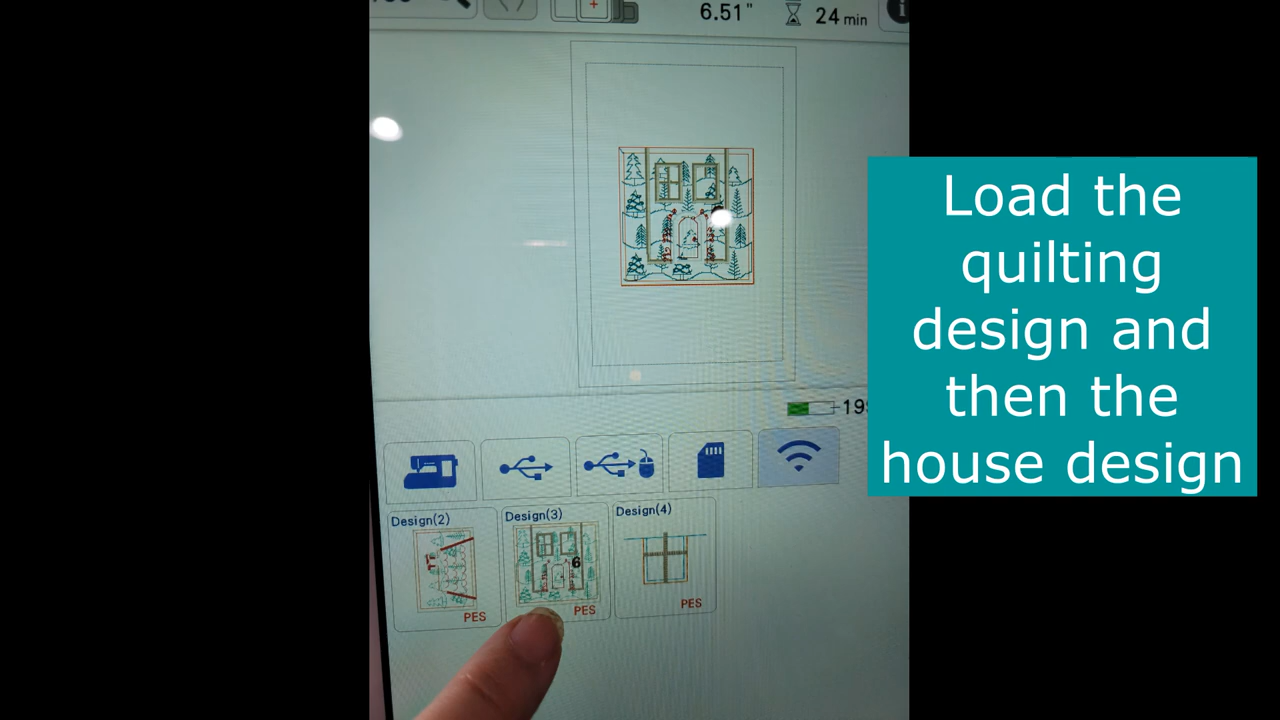 6.51"
24 min
i
Load the
quilting
design and
then the
house design
Design(2)
Design(3)
Design(4)
6
PES
PES
PES